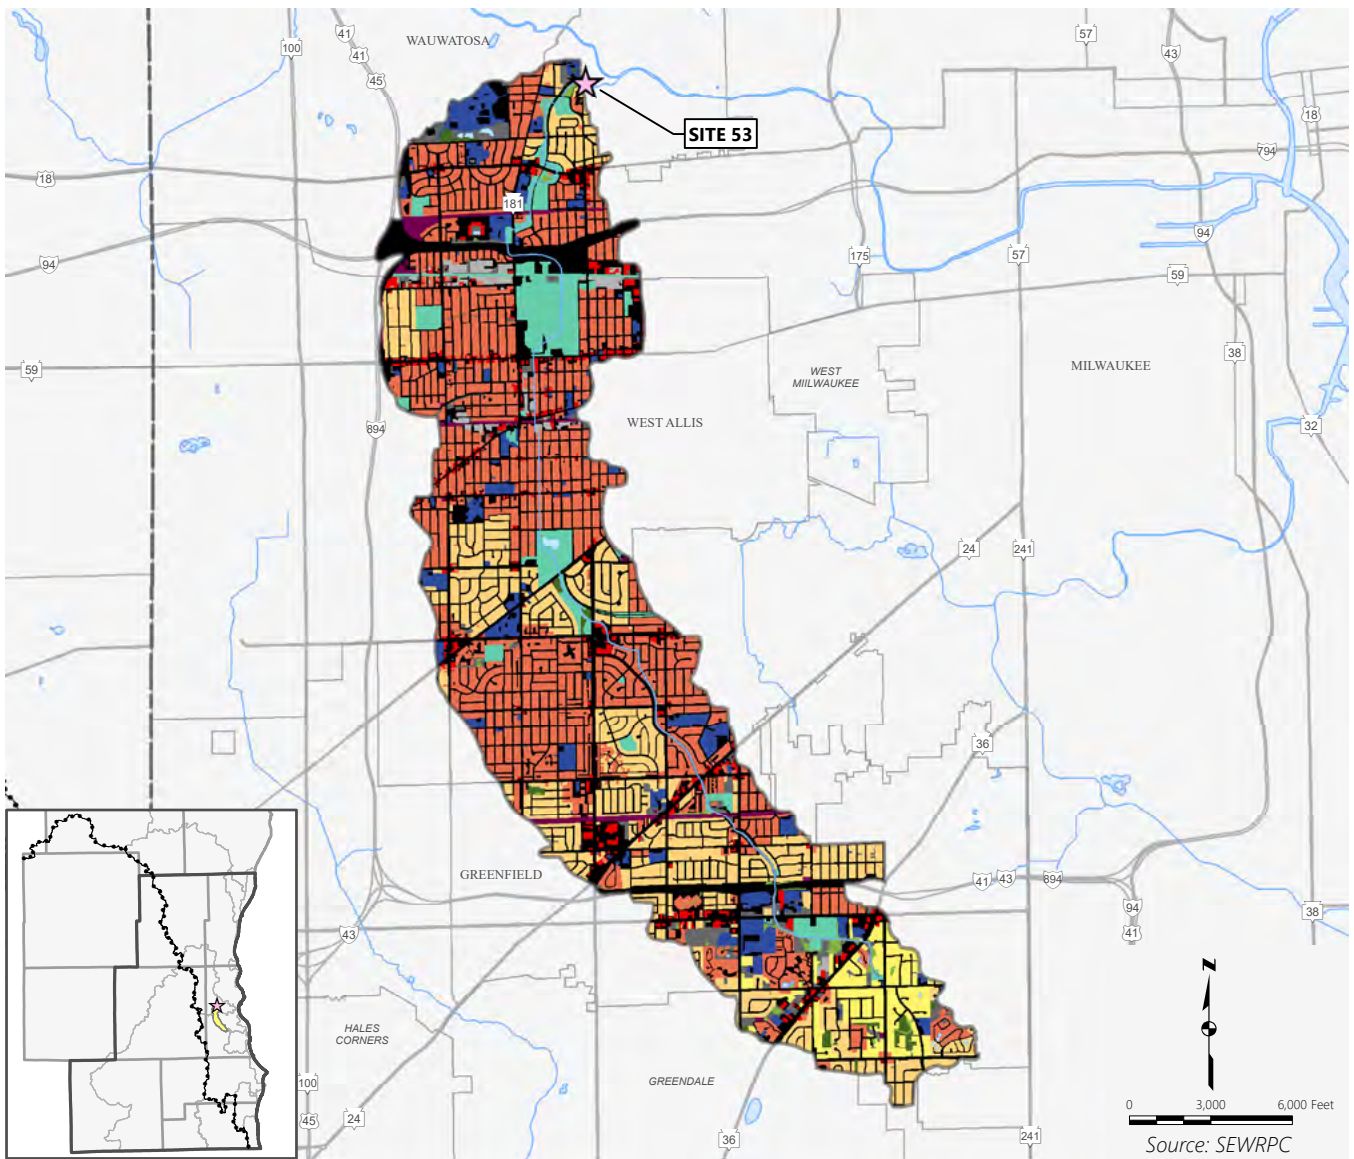 WAUWATOSA
41
41
45
100
57
43
SITE 53
18
18
794
181
94
94
175
57
59
59
38
WEST
MIILWAUKEE
MILWAUKEE
WEST ALLIS
32
894
24
241
36
GREENFIELD
41
43
894
94
41
38
43
HALES
CORNERS
GREENDALE
100
45
24
36
241
N
0
3,000
6,000 Feet
Source: SEWRPC